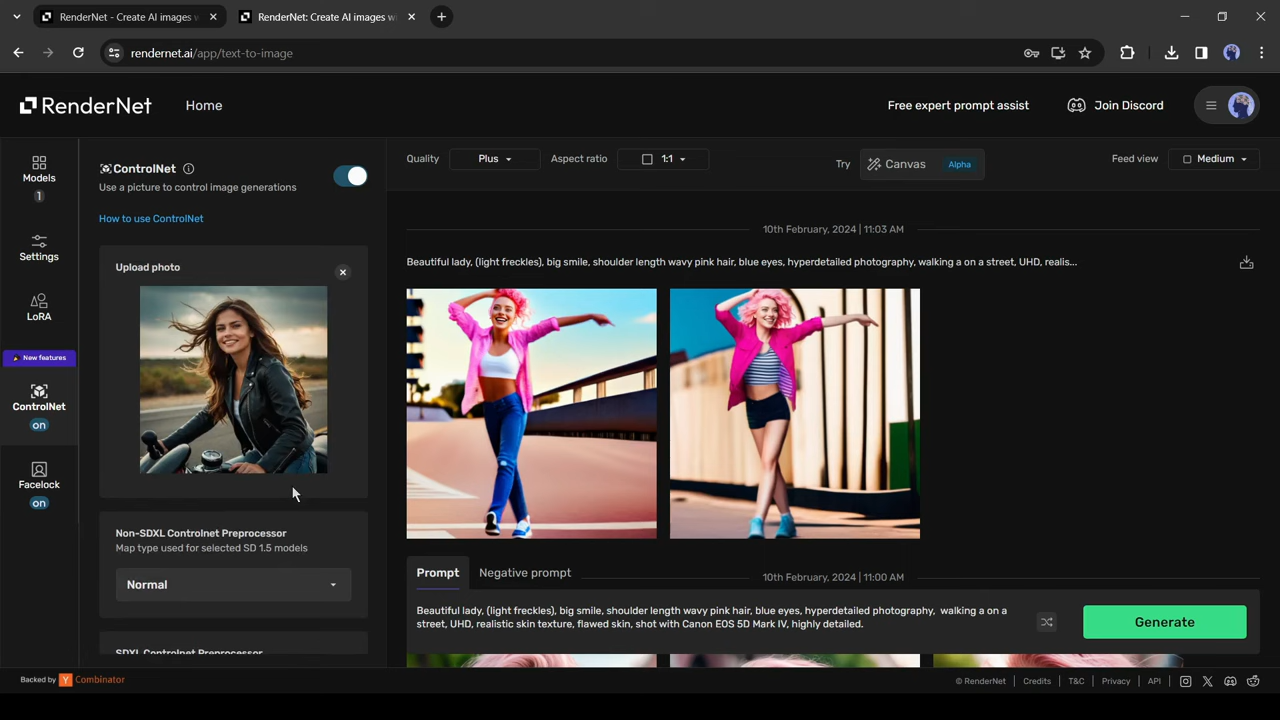 RenderNet - Create AI images w
RenderNet: Create AI images wi
rendernet.ai/app/text-to-image
RenderNet
Home
Free expert prompt assist
Join Discord
Models
1
Settings
LoRA
New features
ControlNet
on
Facelock
on
ControlNet
Use a picture to control image generations
How to use ControlNet
Upload photo
Non-SDXL Controlnet Preprocessor
Map type used for selected SD 1.5 models
Normal
SDXL ControlNet Preprocessor
Quality
Plus
Aspect ratio
1:1
Try
Canvas
Alpha
Feed view
Medium
10th February, 2024 | 11:03 AM
Beautiful lady, (light freckles), big smile, shoulder length wavy pink hair, blue eyes, hyperdetailed photography, walking a on a street, UHD, realis...
Prompt
Negative prompt
10th February, 2024 | 11:00 AM
Beautiful lady, (light freckles), big smile, shoulder length wavy pink hair, blue eyes, hyperdetailed photography, walking a on a
street, UHD, realistic skin texture, flawed skin, shot with Canon EOS 5D Mark IV, highly detailed.
Generate
Backed by
Y Combinator
© RenderNet
Credits
T&C
Privacy
API